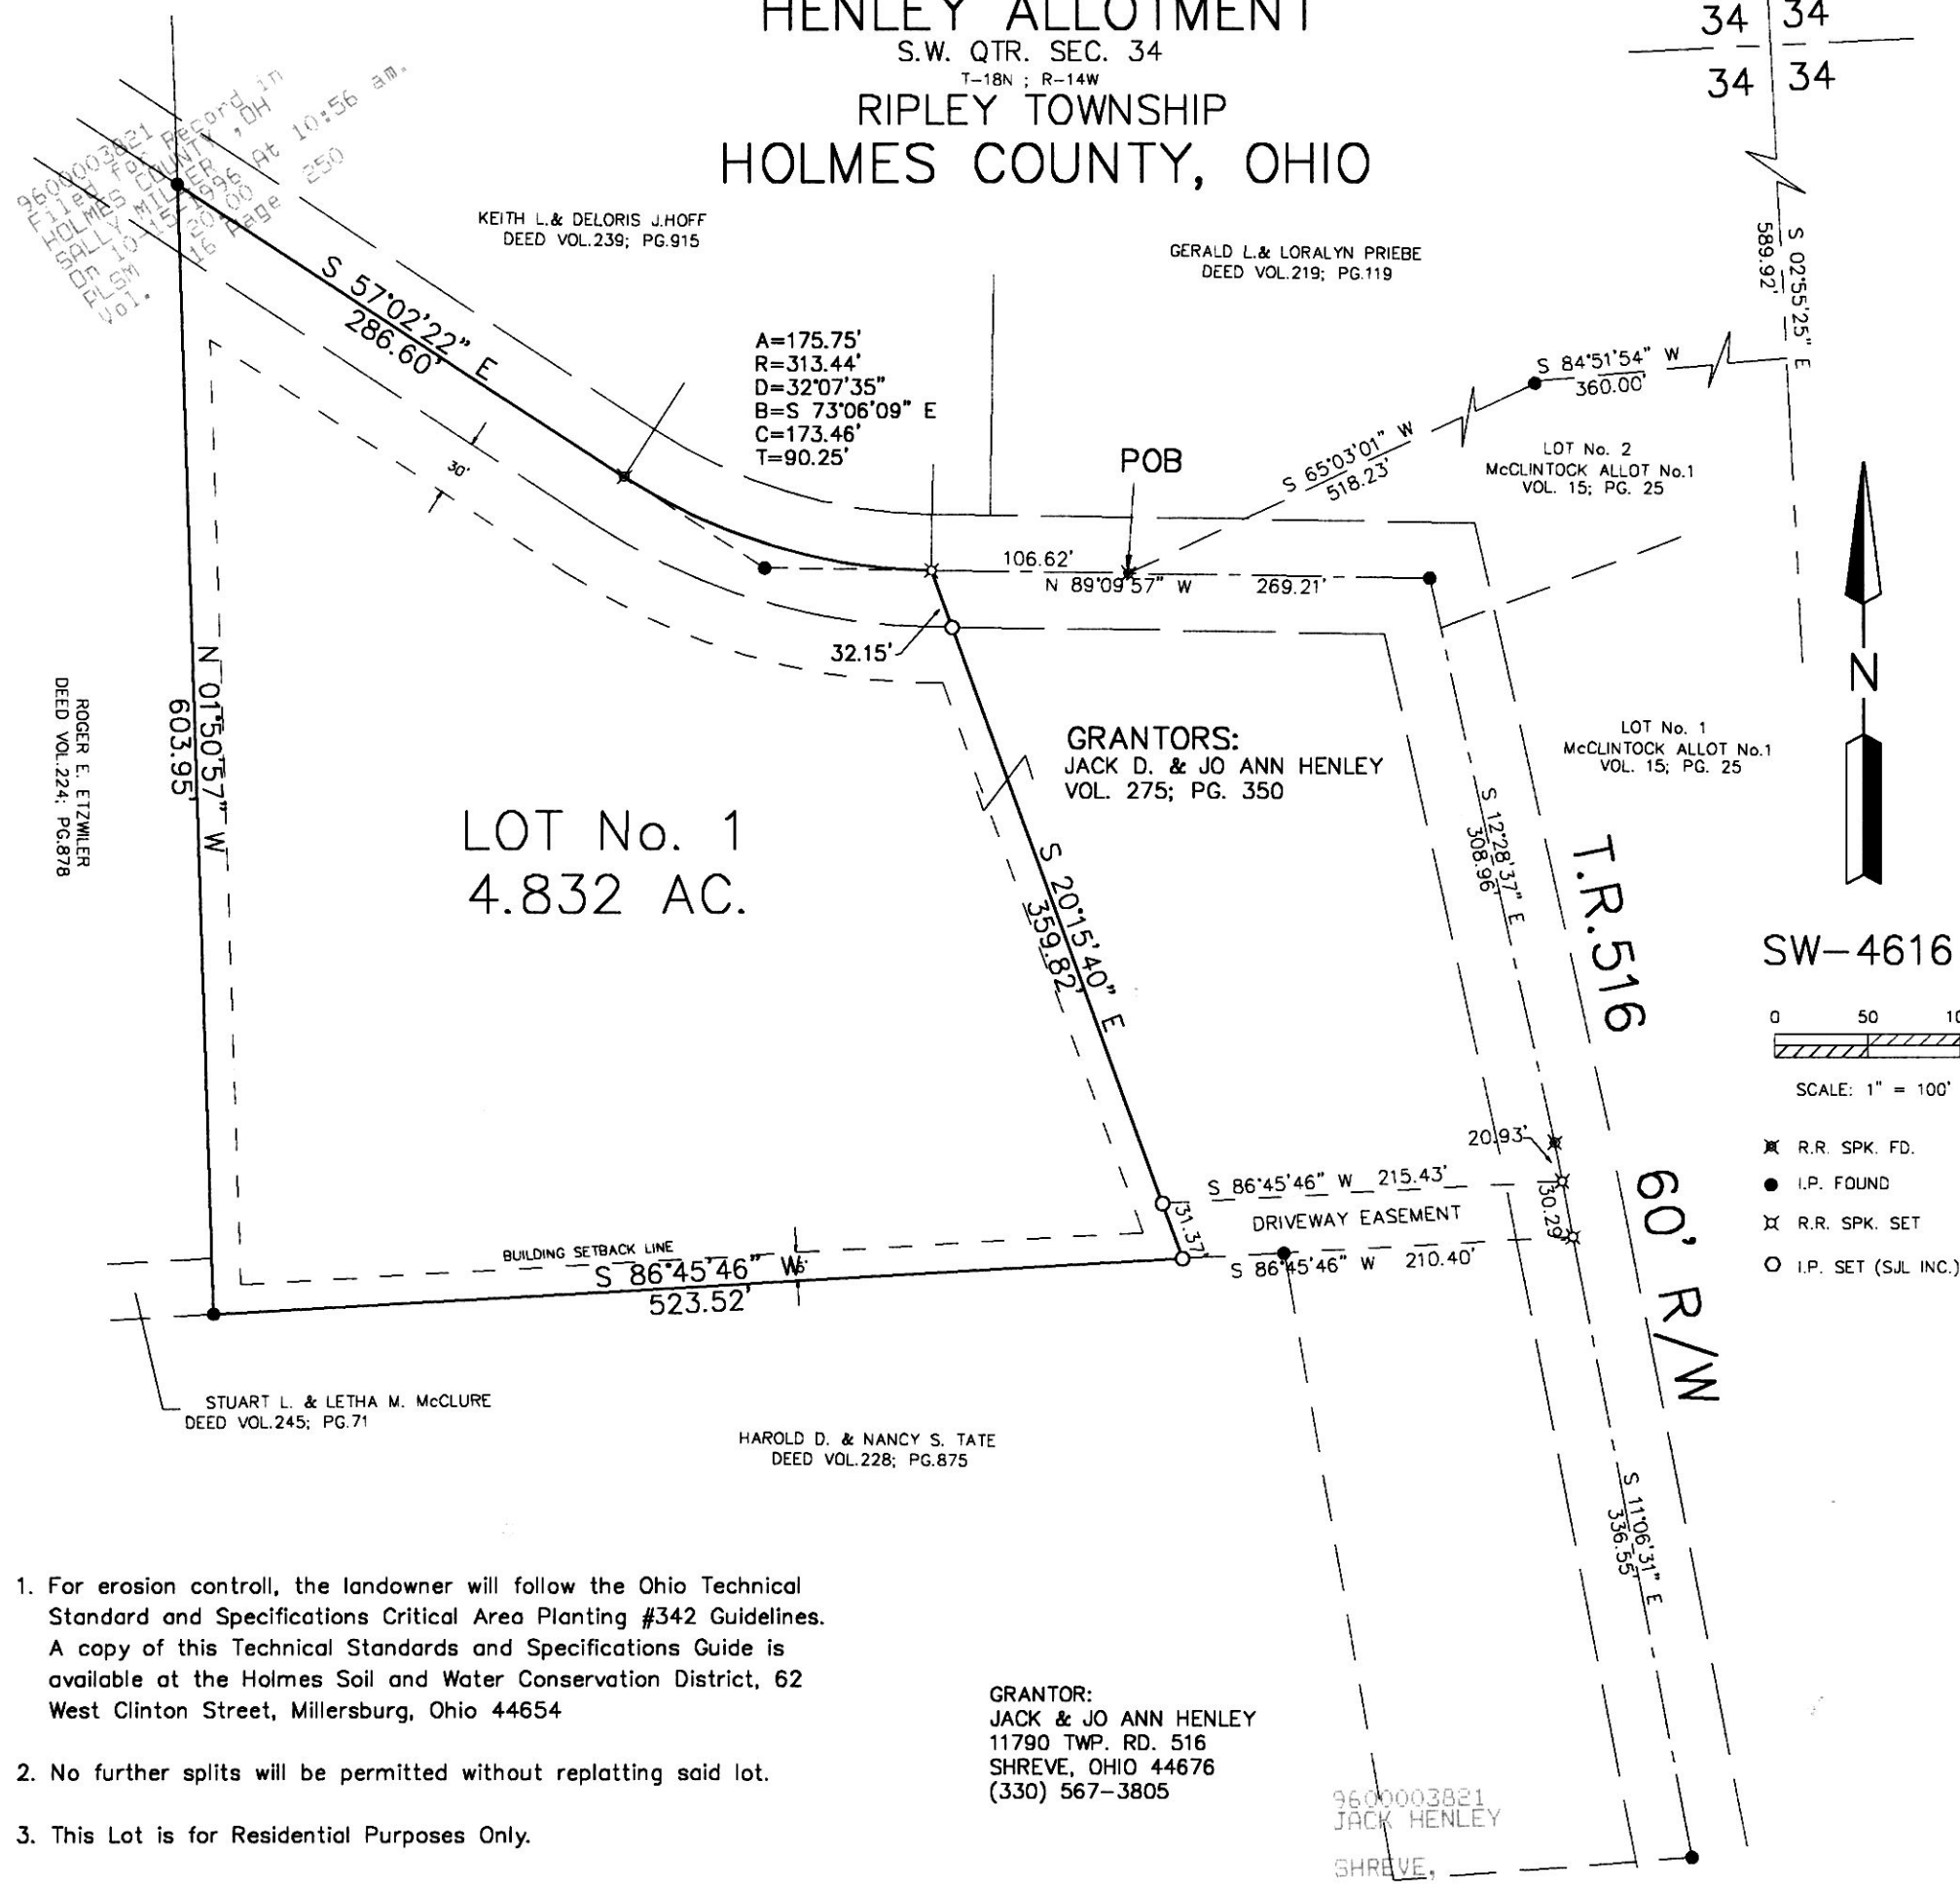 HENLEY ALLOTMENT
S.W. QTR. SEC. 34
T-18N ; R-14W
RIPLEY TOWNSHIP
HOLMES COUNTY, OHIO
34 34
34 34
9600003821
Filed for Record in
HOLMES COUNTY ,OH
SALLY MILLER
On 10-15-1996 At 10:56 am.
PLSM 20.00
Vol. 16 Page 250
KEITH L.& DELORIS J.HOFF
DEED VOL.239; PG.915
GERALD L.& LORALYN PRIEBE
DEED VOL.219; PG.119
S 02°55'25" E
589.92'
S 57°02'22" E
286.60'
A=175.75'
R=313.44'
D=32°07'35"
B=S 73°06'09" E
C=173.46'
T=90.25'
S 84°51'54" W
360.00'
S 65°03'01" W
518.23'
POB
LOT No. 2
McCLINTOCK ALLOT No.1
VOL. 15; PG. 25
30'
106.62'
N 89°09'57" W
269.21'
32.15'
N
N 01°50'57" W
603.95'
ROGER E. ETZWILER
DEED VOL.224; PG.878
GRANTORS:
JACK D. & JO ANN HENLEY
VOL. 275; PG. 350
LOT No. 1
McCLINTOCK ALLOT No.1
VOL. 15; PG. 25
LOT No. 1
4.832 AC.
S 12°28'37" E
308.96'
S 20°15'40" E
359.82'
T.R.516
60' R/W
SW-4616
0 50
SCALE: 1" = 100'
R.R. SPK. FD.
I.P. FOUND
R.R. SPK. SET
I.P. SET (SJL INC.)
20.93'
S 86°45'46" W 215.43'
DRIVEWAY EASEMENT
30.29'
31.37'
S 86°45'46" W 210.40'
BUILDING SETBACK LINE
S 86°45'46" W
523.52'
STUART L. & LETHA M. McCLURE
DEED VOL.245; PG.71
HAROLD D. & NANCY S. TATE
DEED VOL.228; PG.875
S 11°06'31" E
336.55'
1. For erosion controll, the landowner will follow the Ohio Technical
Standard and Specifications Critical Area Planting #342 Guidelines.
A copy of this Technical Standards and Specifications Guide is
available at the Holmes Soil and Water Conservation District, 62
West Clinton Street, Millersburg, Ohio 44654
2. No further splits will be permitted without replatting said lot.
3. This Lot is for Residential Purposes Only.
GRANTOR:
JACK & JO ANN HENLEY
11790 TWP. RD. 516
SHREVE, OHIO 44676
(330) 567-3805
9600003821
JACK HENLEY
SHREVE,